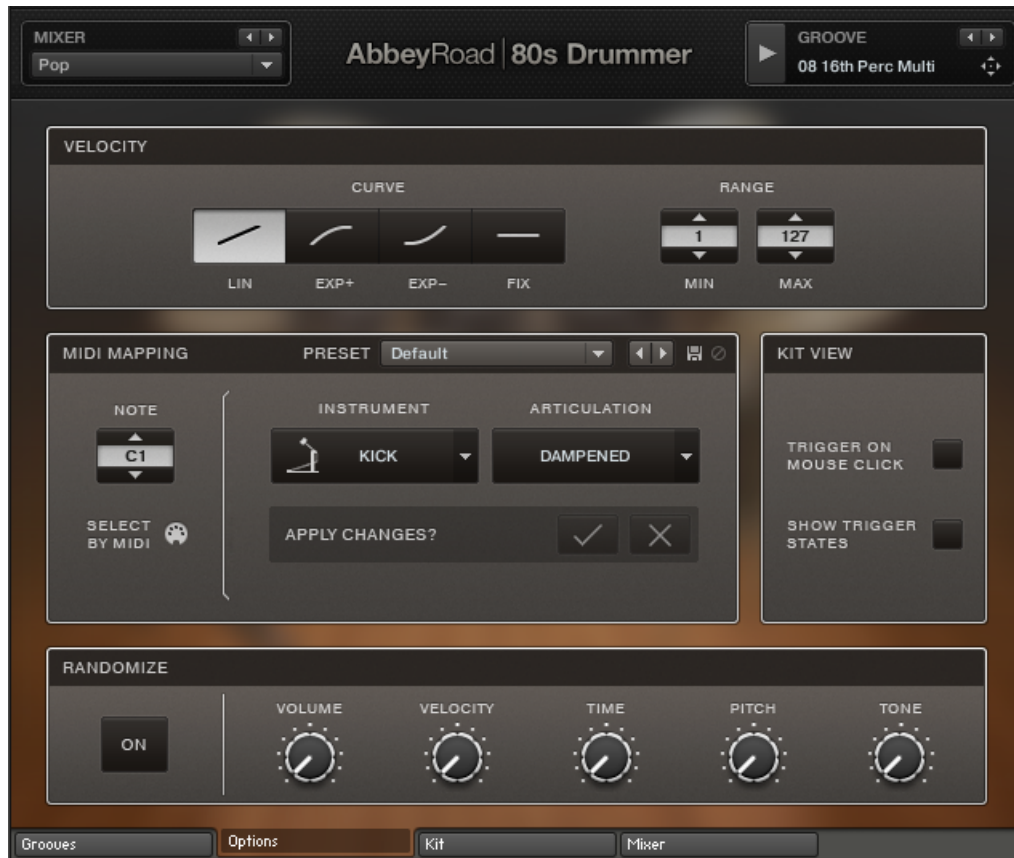 MIXER
Pop
AbbeyRoad | 80s Drummer
GROOVE
08 16th Perc Multi
VELOCITY
CURVE
LIN EXP+ EXP– FIX
RANGE
1 127
MIN MAX
MIDI MAPPING
PRESET Default
NOTE
C1
SELECT
BY MIDI
INSTRUMENT ARTICULATION
KICK DAMPENED
APPLY CHANGES?
KIT VIEW
TRIGGER ON
MOUSE CLICK
SHOW TRIGGER
STATES
RANDOMIZE
ON
VOLUME VELOCITY TIME PITCH TONE
Grooves Options Kit Mixer